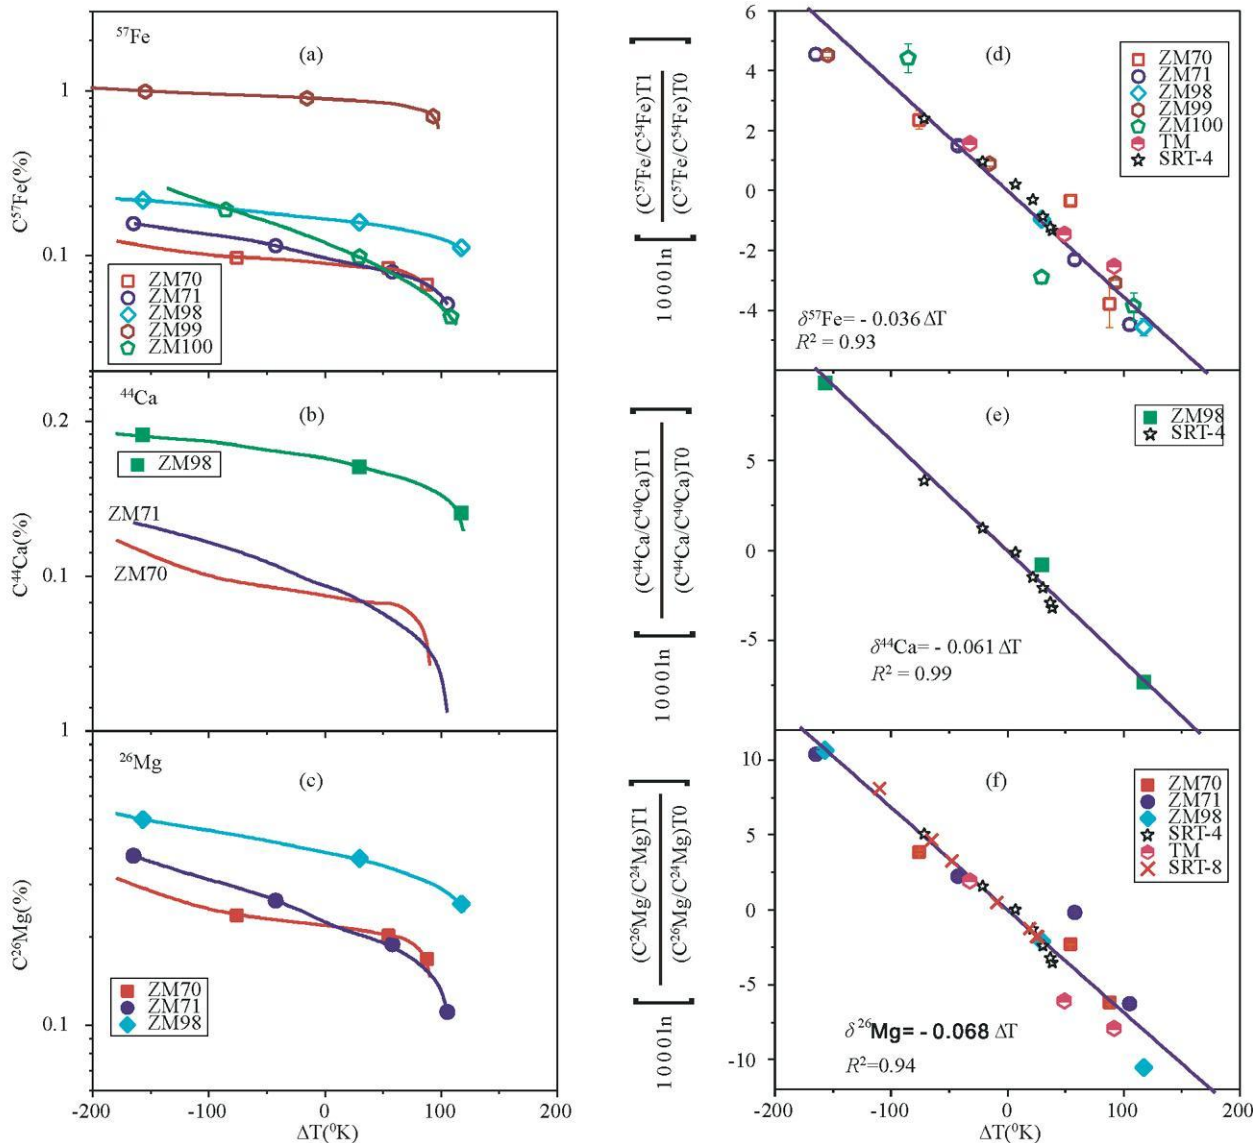 ⁵⁷Fe
(a)
1
0.1
C⁵⁷Fe(%)
ZM70
ZM71
ZM98
ZM99
ZM100
-200
-100
0
100
200
⁴⁴Ca
(b)
0.2
0.1
1
C⁴⁴Ca(%)
ZM98
ZM71
ZM70
²⁶Mg
(c)
0.1
C²⁶Mg(%)
ZM70
ZM71
ZM98
-200
-100
0
100
200
ΔT(⁰K)
1000ln
(C⁵⁷Fe/C⁵⁴Fe)T1
(C⁵⁷Fe/C⁵⁴Fe)T0
6
4
2
0
-2
-4
(d)
ZM70
ZM71
ZM98
ZM99
ZM100
TM
SRT-4
δ⁵⁷Fe= - 0.036 ΔT
R² = 0.93
1000ln
(C⁴⁴Ca/C⁴⁰Ca)T1
(C⁴⁴Ca/C⁴⁰Ca)T0
5
0
-5
(e)
ZM98
SRT-4
δ⁴⁴Ca= - 0.061 ΔT
R² = 0.99
1000ln
(C²⁶Mg/C²⁴Mg)T1
(C²⁶Mg/C²⁴Mg)T0
10
5
0
-5
-10
(f)
ZM70
ZM71
ZM98
SRT-4
TM
SRT-8
δ²⁶Mg= - 0.068 ΔT
R²=0.94
-200
-100
0
100
200
ΔT(⁰K)